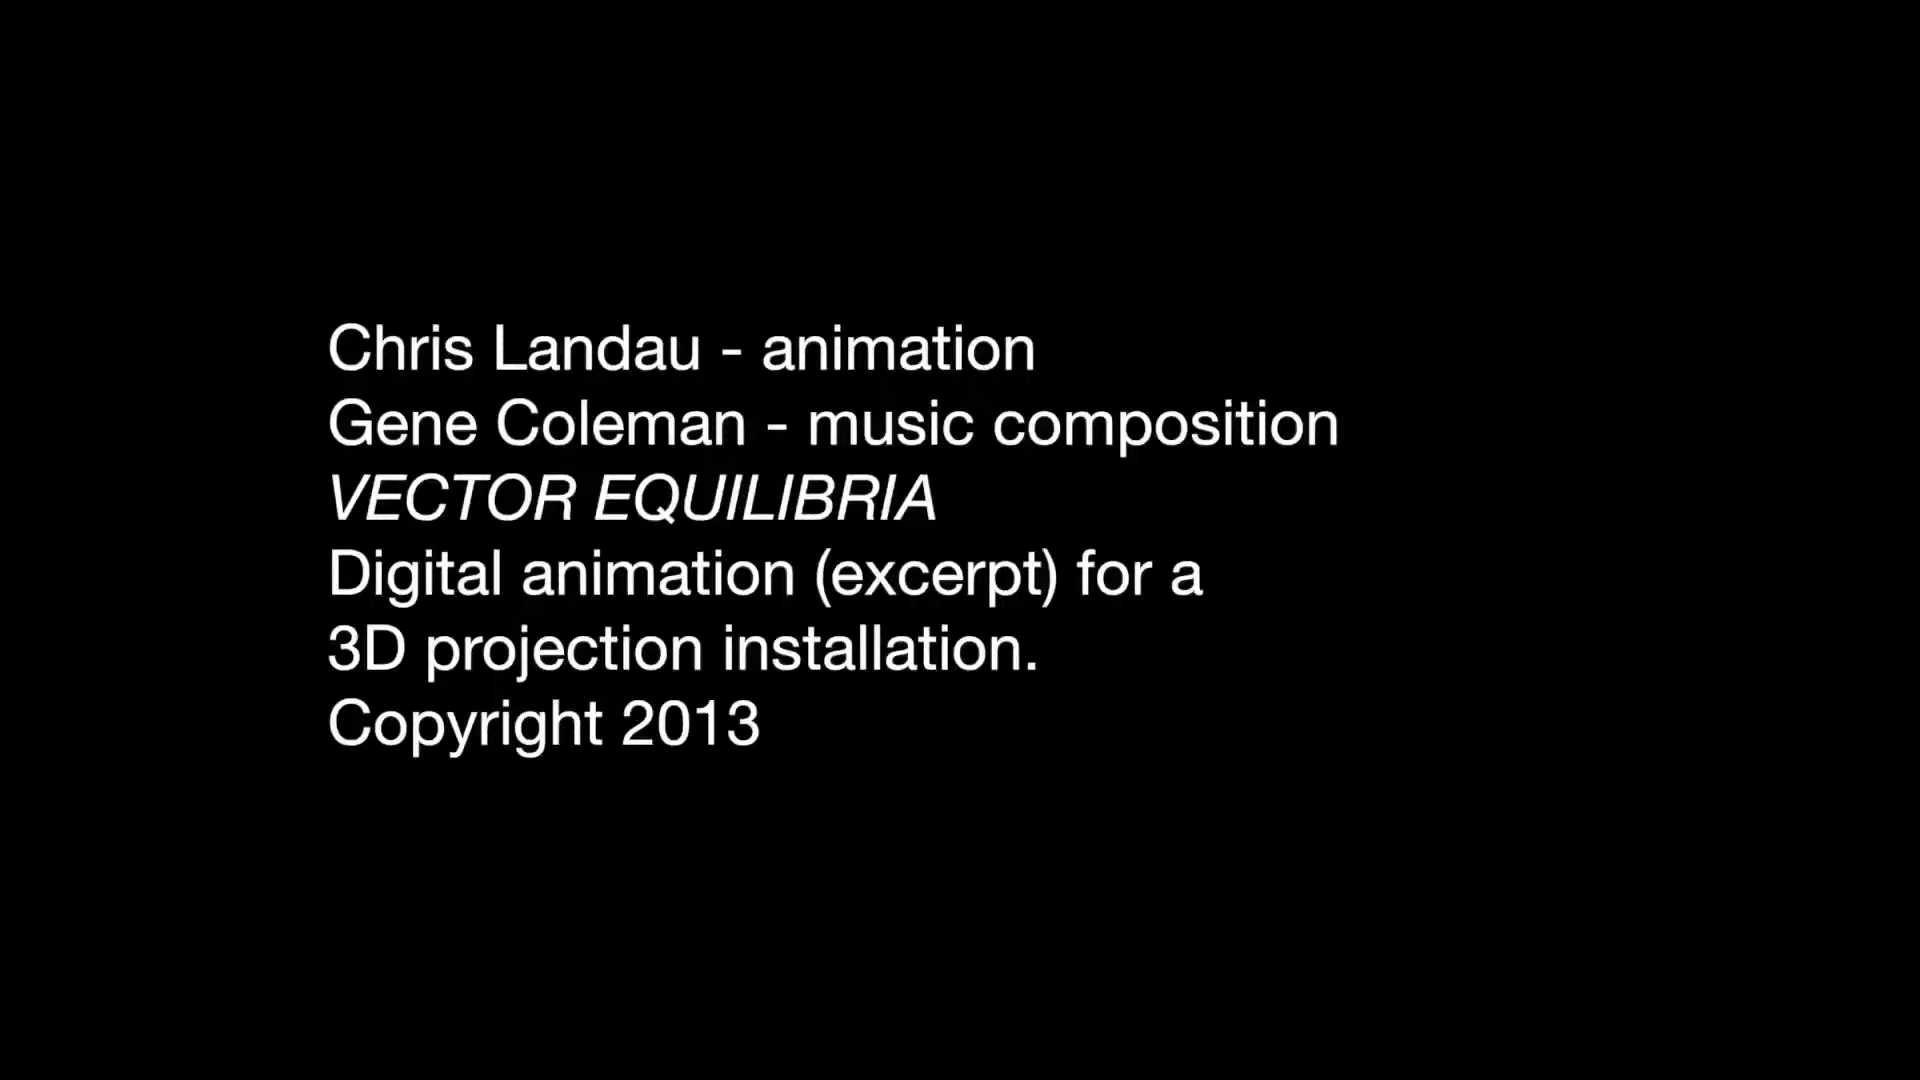 Chris Landau - animation
Gene Coleman - music composition
VECTOR EQUILIBRIA
Digital animation (excerpt) for a
3D projection installation.
Copyright 2013